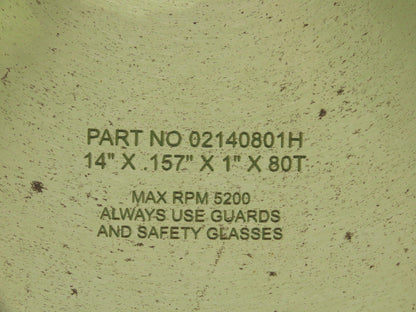 PART NO 02140801H
14" X .157" X 1" X 80T
MAX RPM 5200
ALWAYS USE GUARDS
AND SAFETY GLASSES